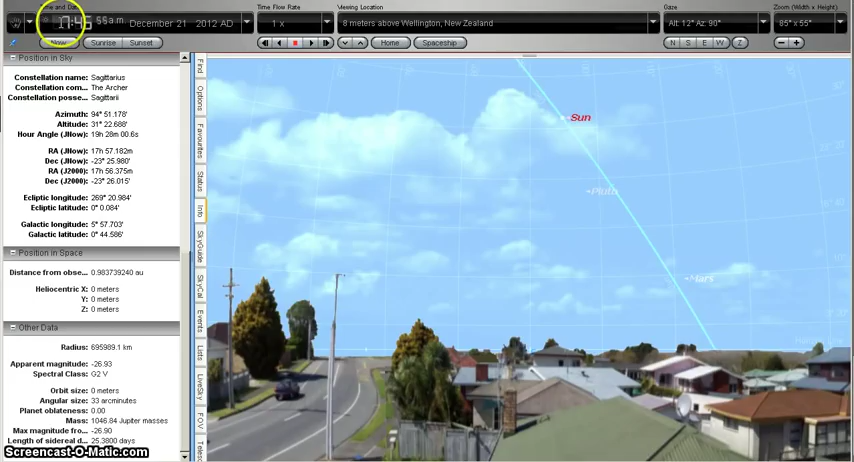 Time and Date
Time Flow Rate
Viewing Location
Gaze
Zoom (Width x Height)
December 21 2012 AD
1 x
8 meters above Wellington, New Zealand
Alt: 12° Az: 90°
85° x 55°
Now
Sunrise
Sunset
Home
Spaceship
N
S
E
W
Z
Position in Sky
Constellation name: Sagittarius
Constellation com... The Archer
Constellation posse... Sagittarii
Azimuth: 94° 51.178'
Altitude: 31° 22.688'
Hour Angle (JNow): 19h 28m 00.6s
RA (JNow): 17h 57.182m
Dec (JNow): -23° 25.980'
RA (J2000): 17h 56.375m
Dec (J2000): -23° 26.015'
Ecliptic longitude: 269° 20.984'
Ecliptic latitude: 0° 0.084'
Galactic longitude: 5° 57.703'
Galactic latitude: 0° 44.586'
Position in Space
Distance from obse... 0.983739240 au
Heliocentric X: 0 meters
Y: 0 meters
Z: 0 meters
Other Data
Radius: 695989.1 km
Apparent magnitude: -26.93
Spectral Class: G2 V
Orbit size: 0 meters
Angular size: 33 arcminutes
Planet oblateness: 0.00
Mass: 1046.84 Jupiter masses
Max magnitude fro... -26.90
Length of sidereal d... 25.3800 days
Screencast-O-Matic.com
Find
Options
Favourites
Status
Info
SkyGuide
SkyCal
Events
Lists
LiveSky
FOV
Telesc
Sun
Pluto
Mars